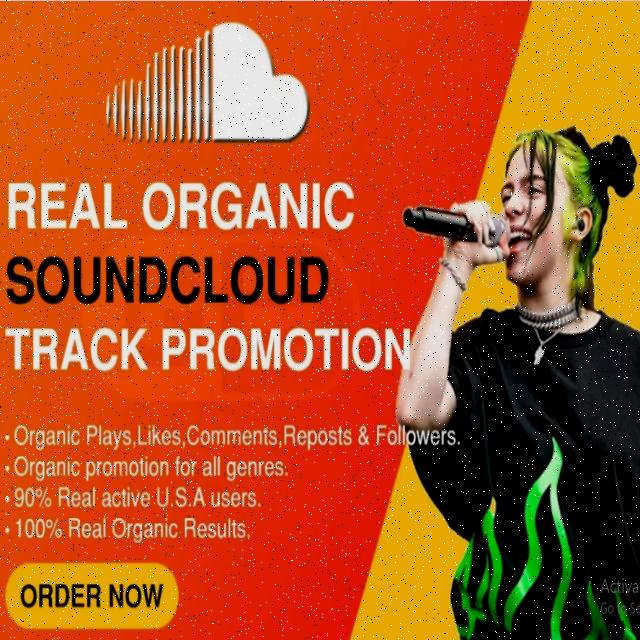 REAL ORGANIC
SOUNDCLOUD
TRACK PROMOTION
• Organic Plays,Likes,Comments,Reposts & Followers.
• Organic promotion for all genres.
• 90% Real active U.S.A users.
• 100% Real Organic Results,
ORDER NOW
Activa
Go to Se